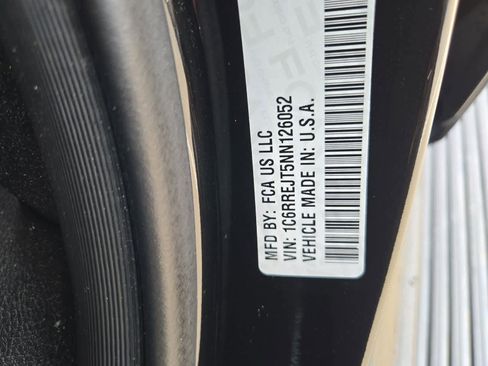 MFD BY: FCA US LLC
VIN: 1C6RREJT5NN126052
VEHICLE MADE IN: U.S.A.